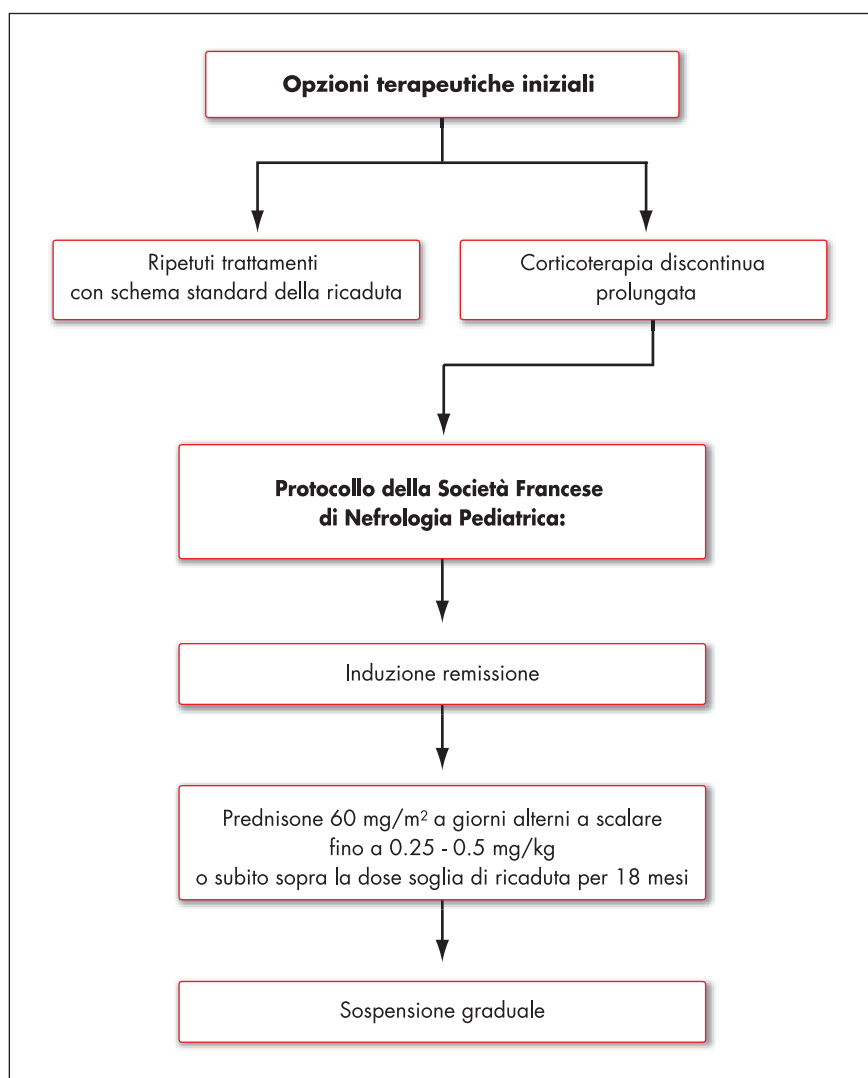 Opzioni terapeutiche iniziali
Ripetuti trattamenti
con schema standard della ricaduta
Corticoterapia discontinua
prolungata
Protocollo della Società Francese
di Nefrologia Pediatrica:
Induzione remissione
Prednisone 60 mg/m² a giorni alterni a scalare
fino a 0.25 - 0.5 mg/kg
o subito sopra la dose soglia di ricaduta per 18 mesi
Sospensione graduale